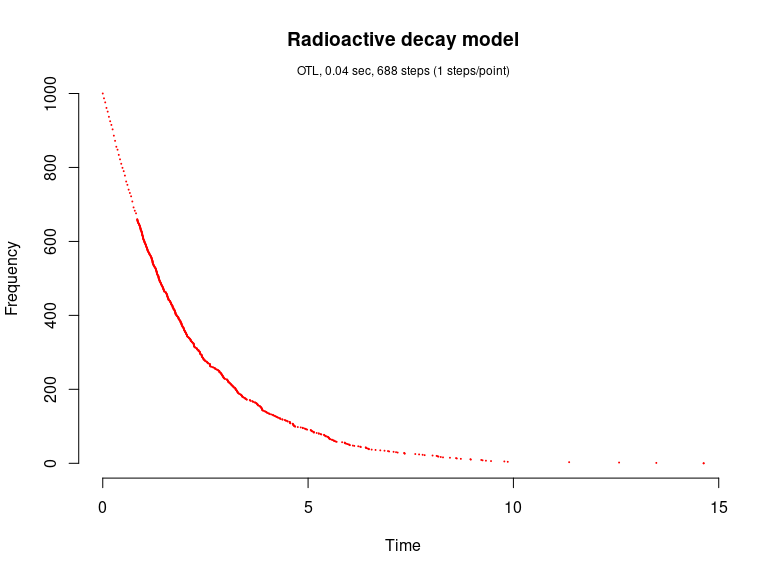 Radioactive decay model
OTL, 0.04 sec, 688 steps (1 steps/point)
Frequency
1000
800
600
400
200
0
0 5 10 15
Time